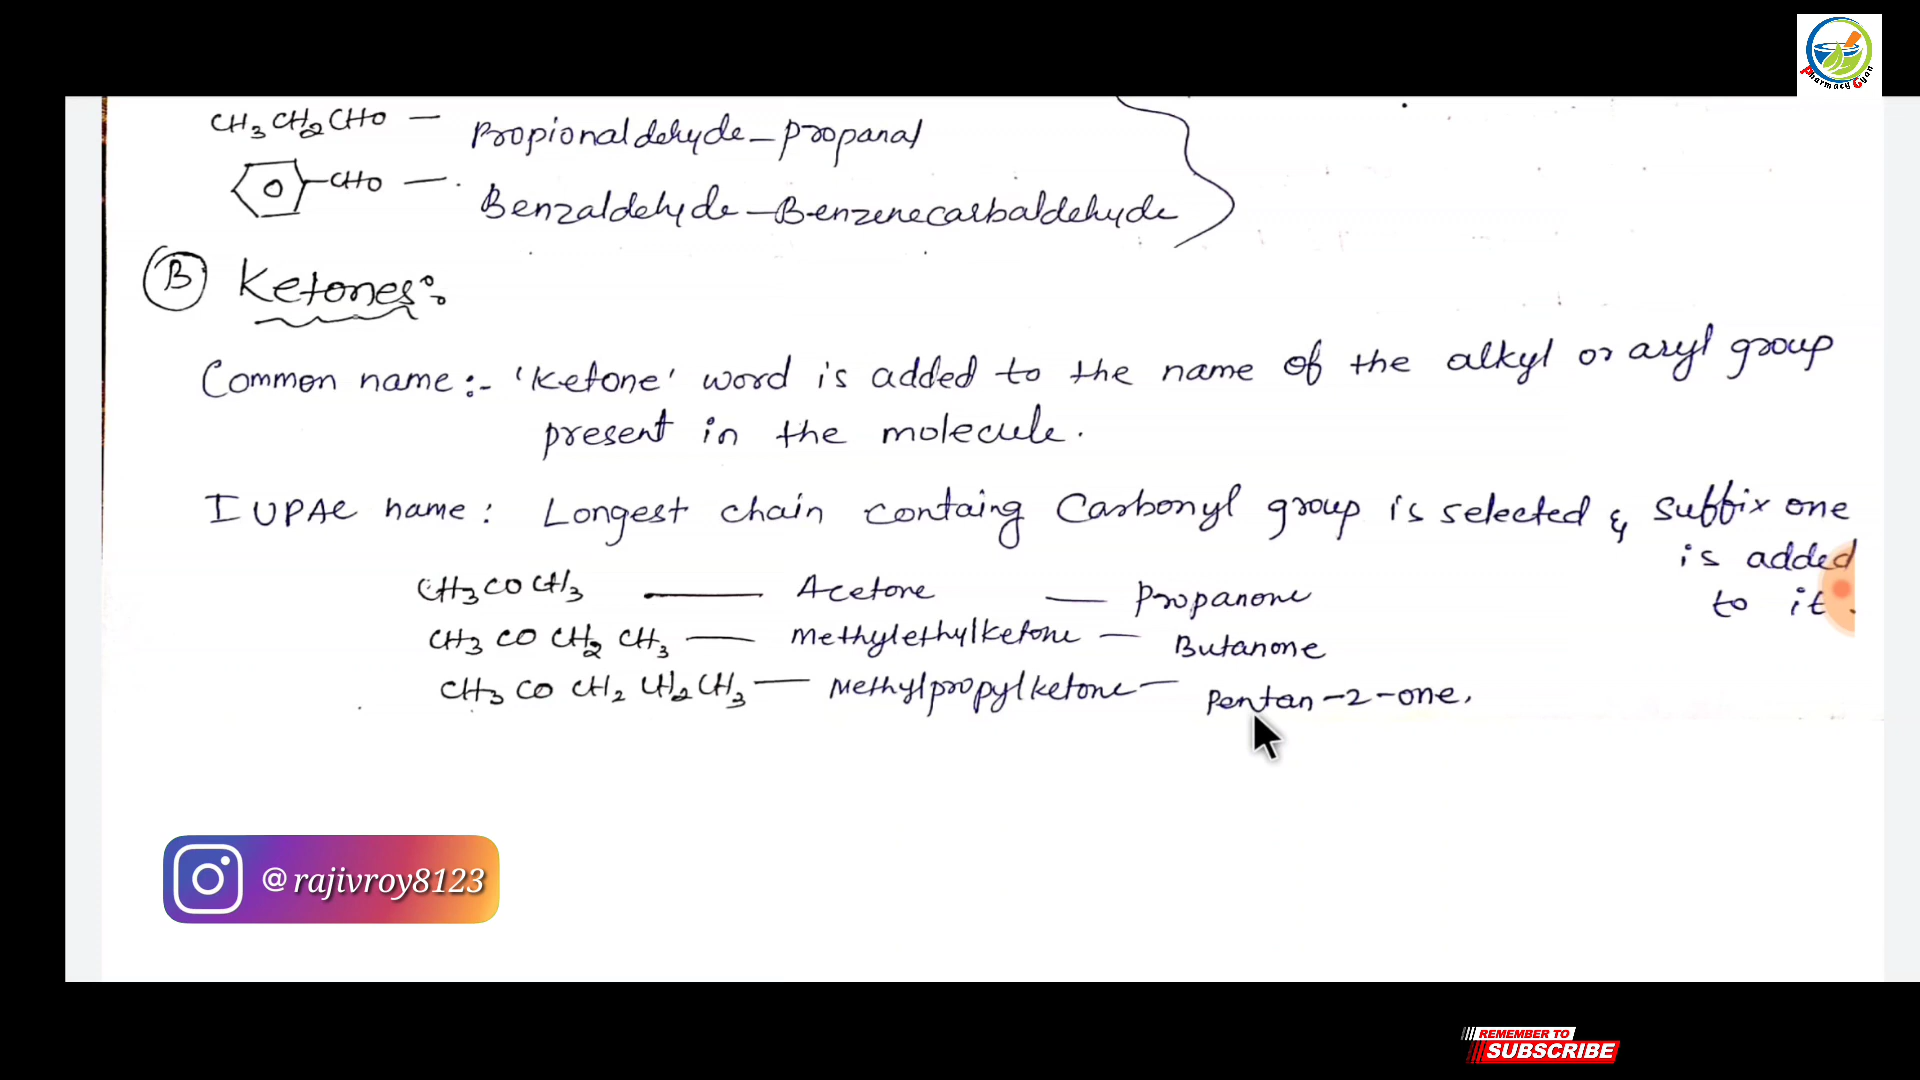 Pharmacy Gyan
CH3CH2CHO — Propionaldehyde - propanal
CHO — Benzaldehyde - Benzenecarbaldehyde
B Ketones:-
Common name :- 'Ketone' word is added to the name of the alkyl or aryl group
present in the molecule.
IUPAC name : Longest chain containg Carbonyl group is selected & suffix one
is added
to it.
CH3COCH3 — Acetone — Propanone
CH3 CO CH2 CH3 — Methylethylketone — Butanone
CH3 CO CH2 CH2CH3 — Methylpropylketone — Pentan-2-one.
@rajivroy8123
REMEMBER TO
SUBSCRIBE